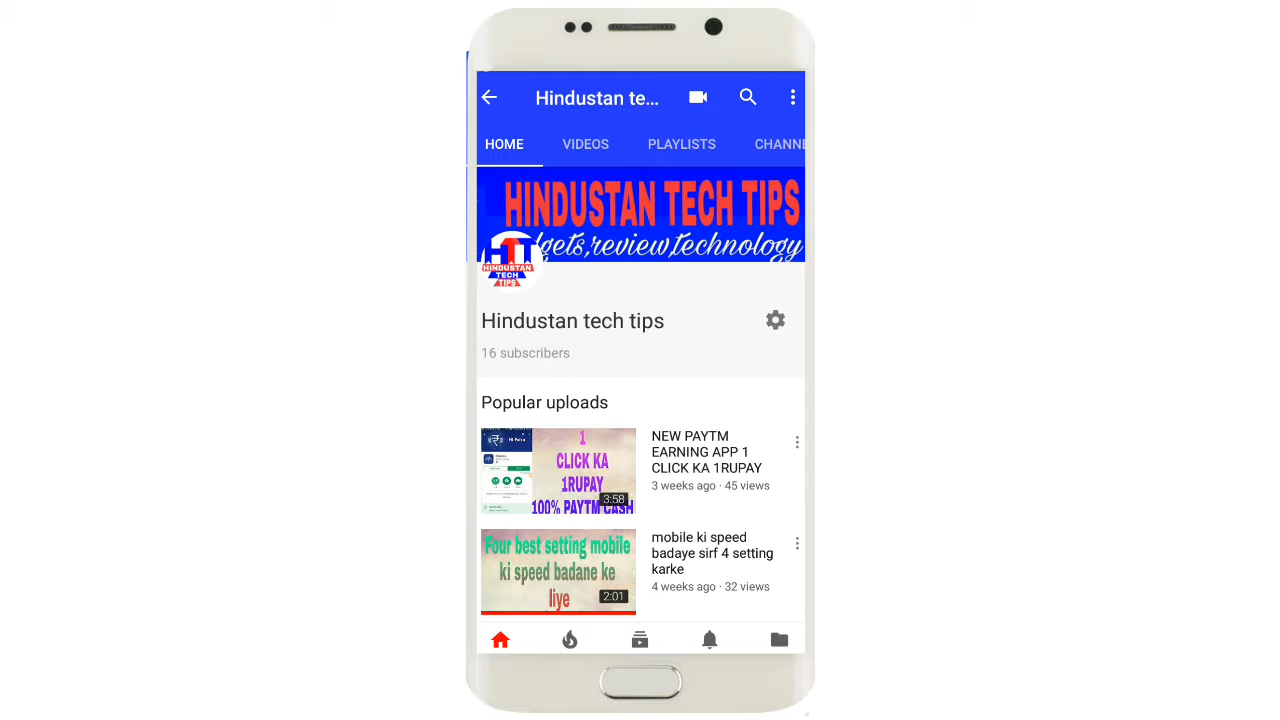 Hindustan te...
HOME VIDEOS PLAYLISTS CHANNE
HINDUSTAN TECH TIPS
dgets,review,technology
HTT
HINDUSTAN
TECH
TIPS
Hindustan tech tips
16 subscribers
Popular uploads
1
CLICK KA
1RUPAY
100% PAYTM CASH
3:58
NEW PAYTM
EARNING APP 1
CLICK KA 1RUPAY
3 weeks ago · 45 views
Four best setting mobile
ki speed badane ke
liye
2:01
mobile ki speed
badaye sirf 4 setting
karke
4 weeks ago · 32 views